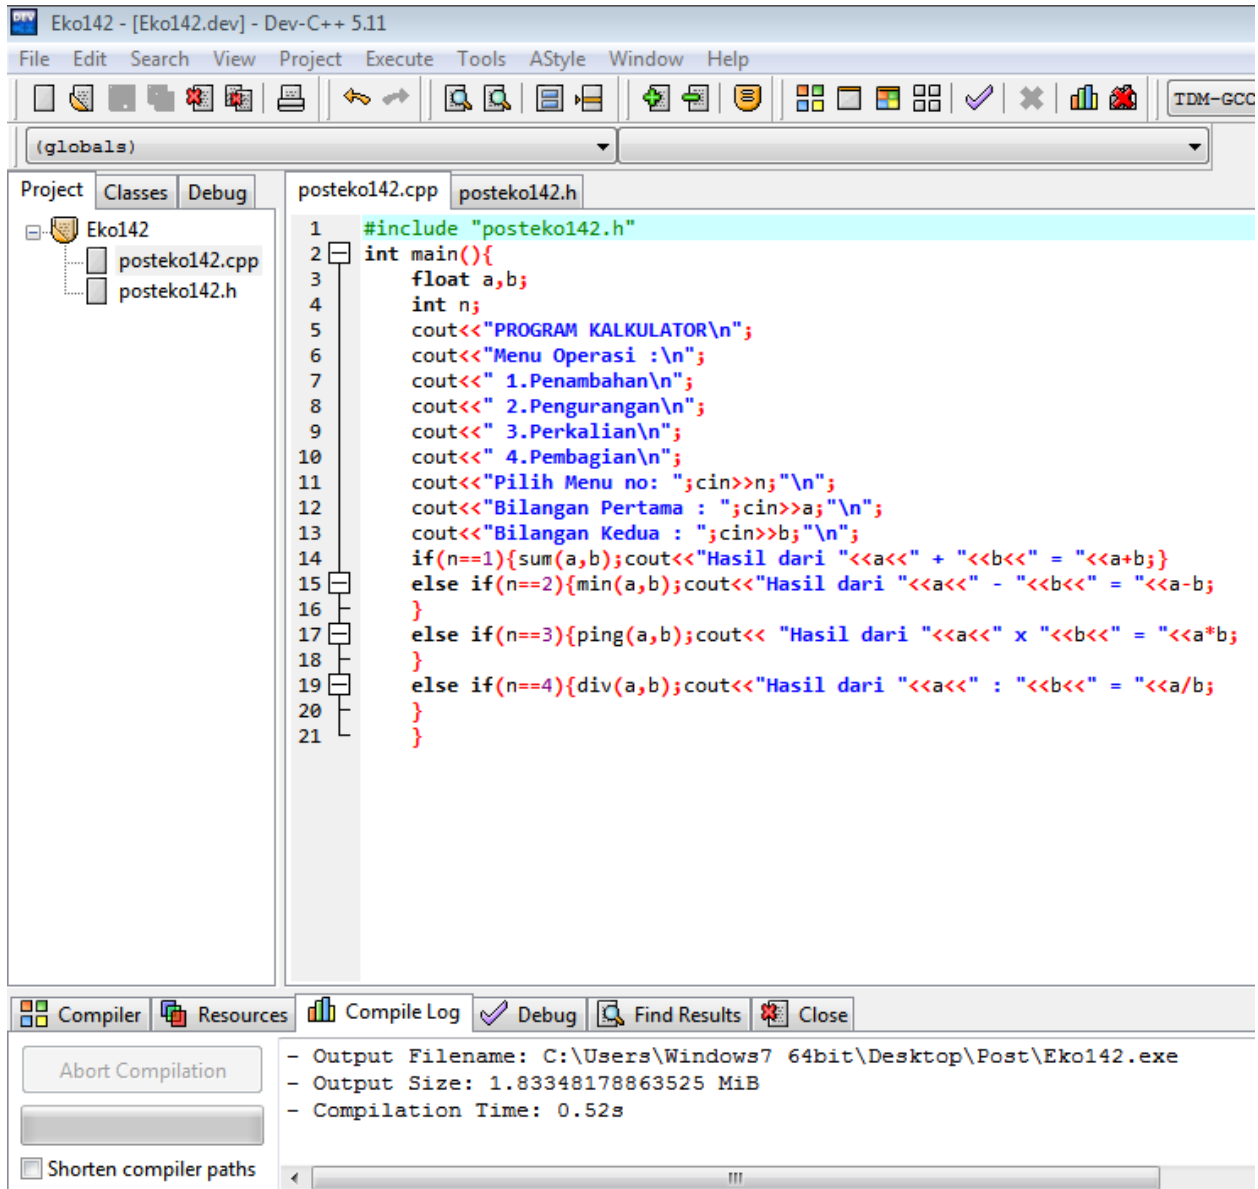 Eko142 - [Eko142.dev] - Dev-C++ 5.11
File Edit Search View Project Execute Tools AStyle Window Help
TDM-GCC
(globals)
Project Classes Debug
posteko142.cpp posteko142.h
Eko142
posteko142.cpp
posteko142.h
1 #include "posteko142.h"
2 int main(){
3 float a,b;
4 int n;
5 cout<<"PROGRAM KALKULATOR\n";
6 cout<<"Menu Operasi :\n";
7 cout<<" 1.Penambahan\n";
8 cout<<" 2.Pengurangan\n";
9 cout<<" 3.Perkalian\n";
10 cout<<" 4.Pembagian\n";
11 cout<<"Pilih Menu no: ";cin>>n;"\n";
12 cout<<"Bilangan Pertama : ";cin>>a;"\n";
13 cout<<"Bilangan Kedua : ";cin>>b;"\n";
14 if(n==1){sum(a,b);cout<<"Hasil dari "<<a<<" + "<<b<<" = "<<a+b;}
15 else if(n==2){min(a,b);cout<<"Hasil dari "<<a<<" - "<<b<<" = "<<a-b;
16 }
17 else if(n==3){ping(a,b);cout<< "Hasil dari "<<a<<" x "<<b<<" = "<<a*b;
18 }
19 else if(n==4){div(a,b);cout<<"Hasil dari "<<a<<" : "<<b<<" = "<<a/b;
20 }
21 }
Compiler Resources Compile Log Debug Find Results Close
Abort Compilation
Shorten compiler paths
- Output Filename: C:\Users\Windows7 64bit\Desktop\Post\Eko142.exe
- Output Size: 1.83348178863525 MiB
- Compilation Time: 0.52s